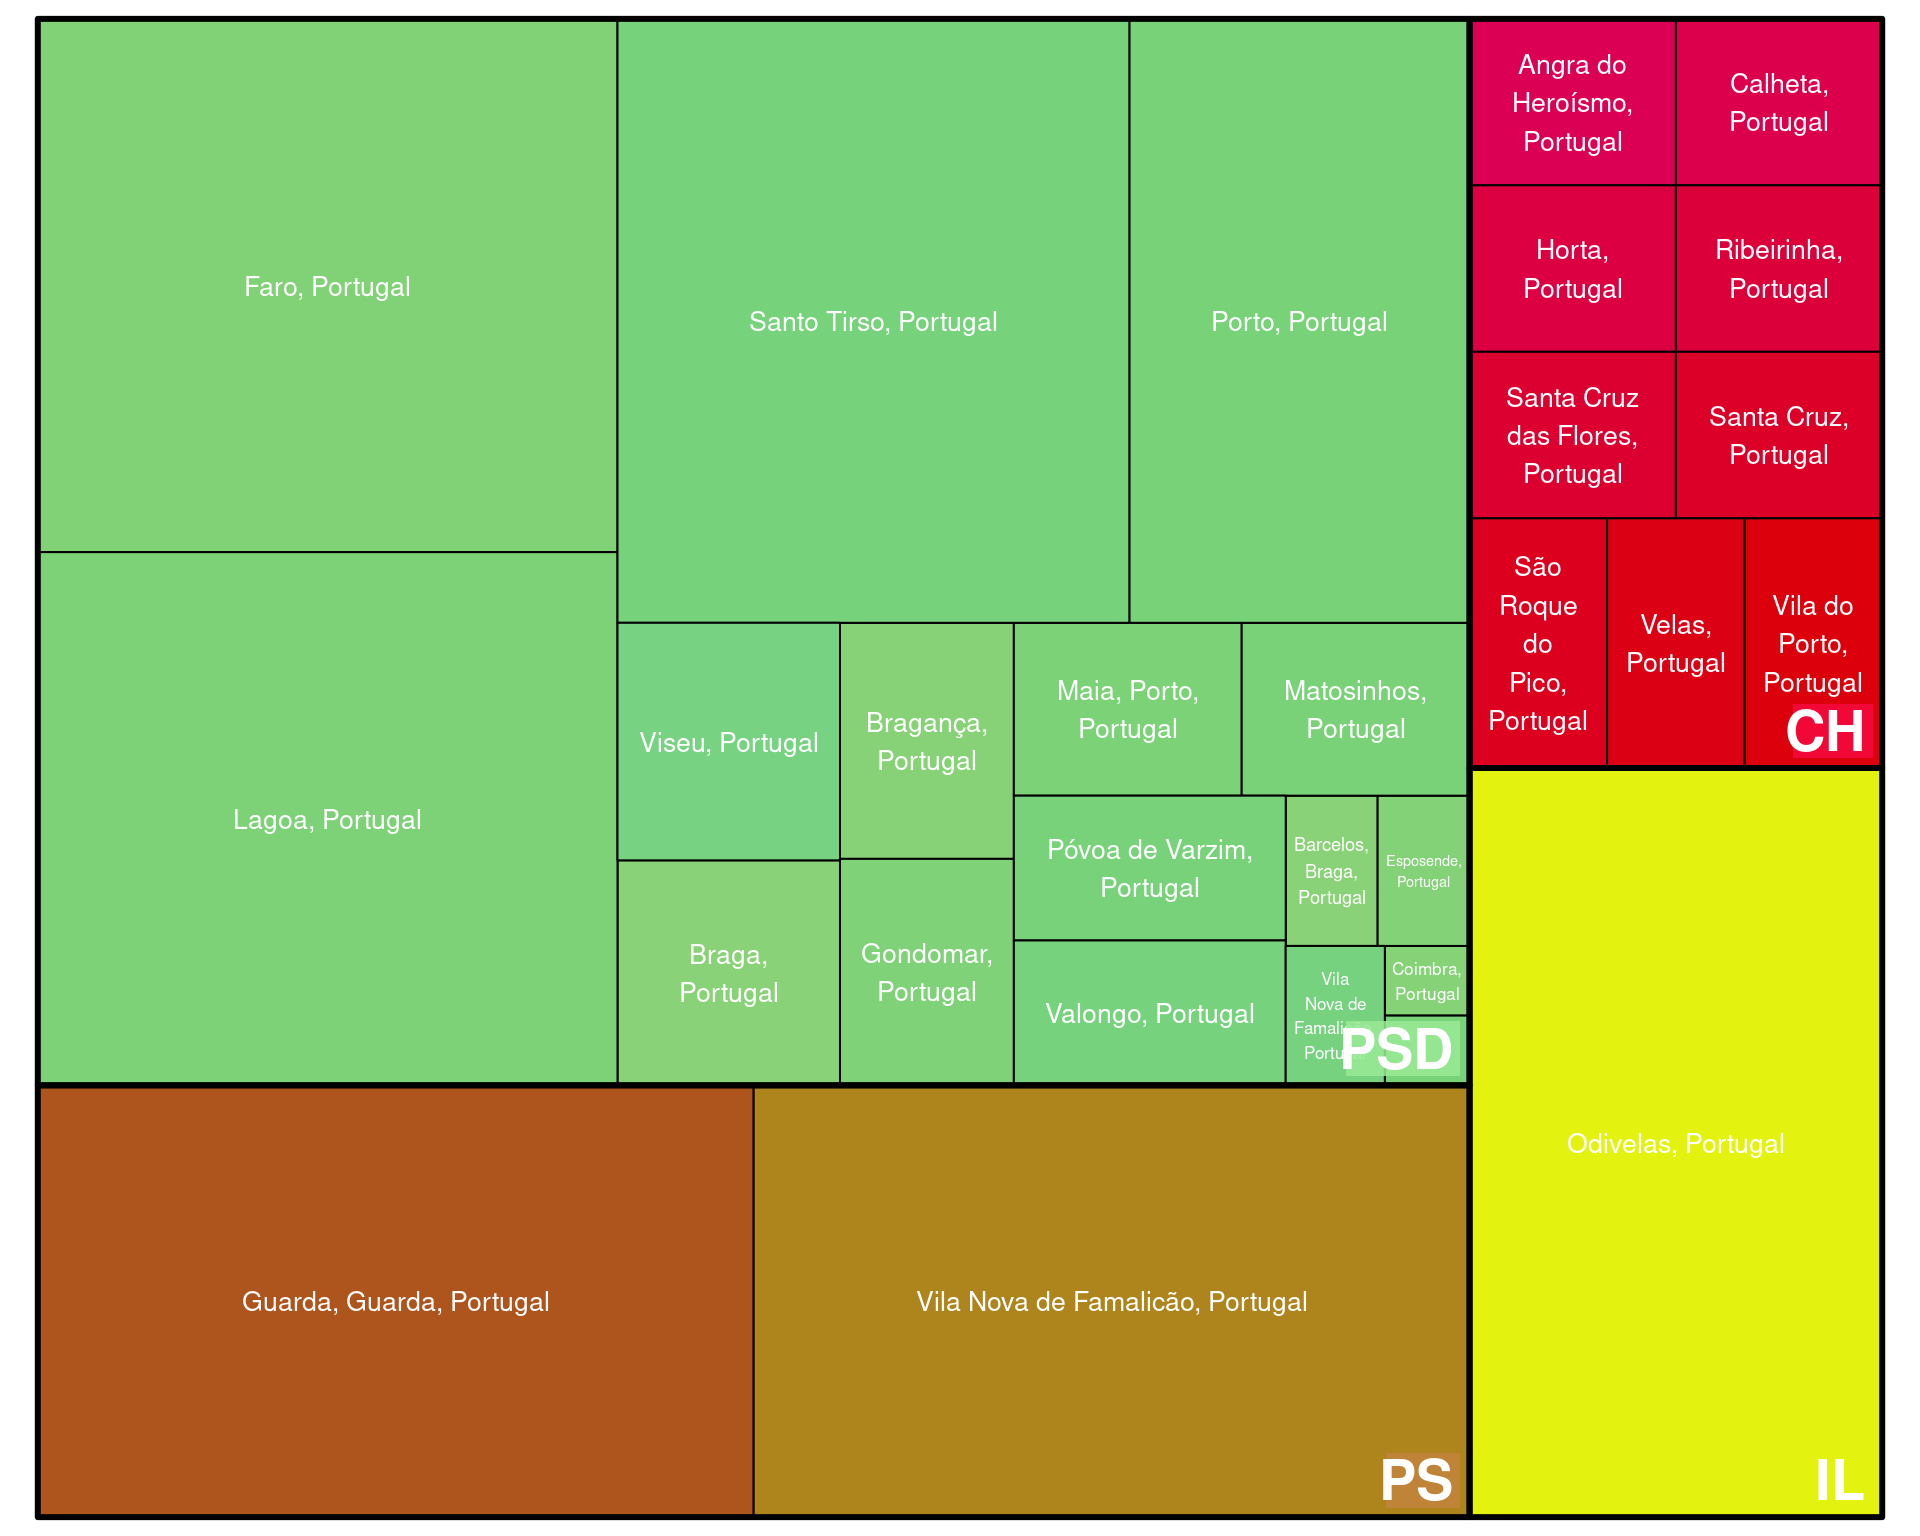 Faro, Portugal
Santo Tirso, Portugal
Porto, Portugal
Angra do
Heroísmo,
Portugal
Calheta,
Portugal
Horta,
Portugal
Ribeirinha,
Portugal
Santa Cruz
das Flores,
Portugal
Santa Cruz,
Portugal
São
Roque
do
Pico,
Portugal
Velas,
Portugal
Vila do
Porto,
Portugal
CH
Lagoa, Portugal
Viseu, Portugal
Bragança,
Portugal
Maia, Porto,
Portugal
Matosinhos,
Portugal
Póvoa de Varzim,
Portugal
Barcelos,
Braga,
Portugal
Esposende,
Portugal
Braga,
Portugal
Gondomar,
Portugal
Valongo, Portugal
Vila
Nova de
Coimbra,
Portugal
PSD
Guarda, Guarda, Portugal
Vila Nova de Famalicão, Portugal
PS
Odivelas, Portugal
IL